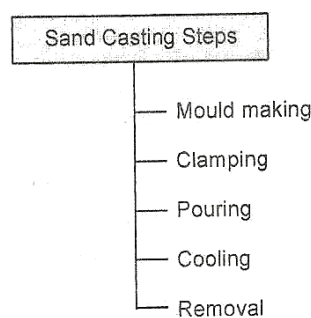 Sand Casting Steps
Mould making
Clamping
Pouring
Cooling
Removal